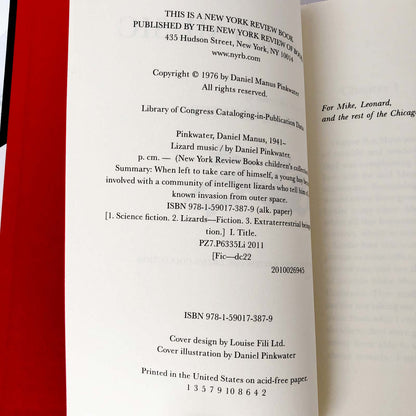 THIS IS A NEW YORK REVIEW BOOK
PUBLISHED BY THE NEW YORK REVIEW OF BOOKS
435 Hudson Street, New York, NY 10014
www.nyrb.com
Copyright © 1976 by Daniel Manus Pinkwater
All rights reserved.
Library of Congress Cataloging-in-Publication Data
Pinkwater, Daniel Manus, 1941–
Lizard music / by Daniel Pinkwater.
p. cm. — (New York Review Books children's collection)
Summary: When left to take care of himself, a young boy becomes
involved with a community of intelligent lizards who tell him of a
known invasion from outer space.
ISBN 978-1-59017-387-9 (alk. paper)
[1. Science fiction. 2. Lizards—Fiction. 3. Extraterrestrial beings
tion.] I. Title.
PZ7.P6335Li 2011
[Fic—dc22
2010026945
ISBN 978-1-59017-387-9
Cover design by Louise Fili Ltd.
Cover illustration by Daniel Pinkwater
Printed in the United States on acid-free paper.
1 3 5 7 9 10 8 6 4 2
For Mike, Leonard,
and the rest of the Chicago